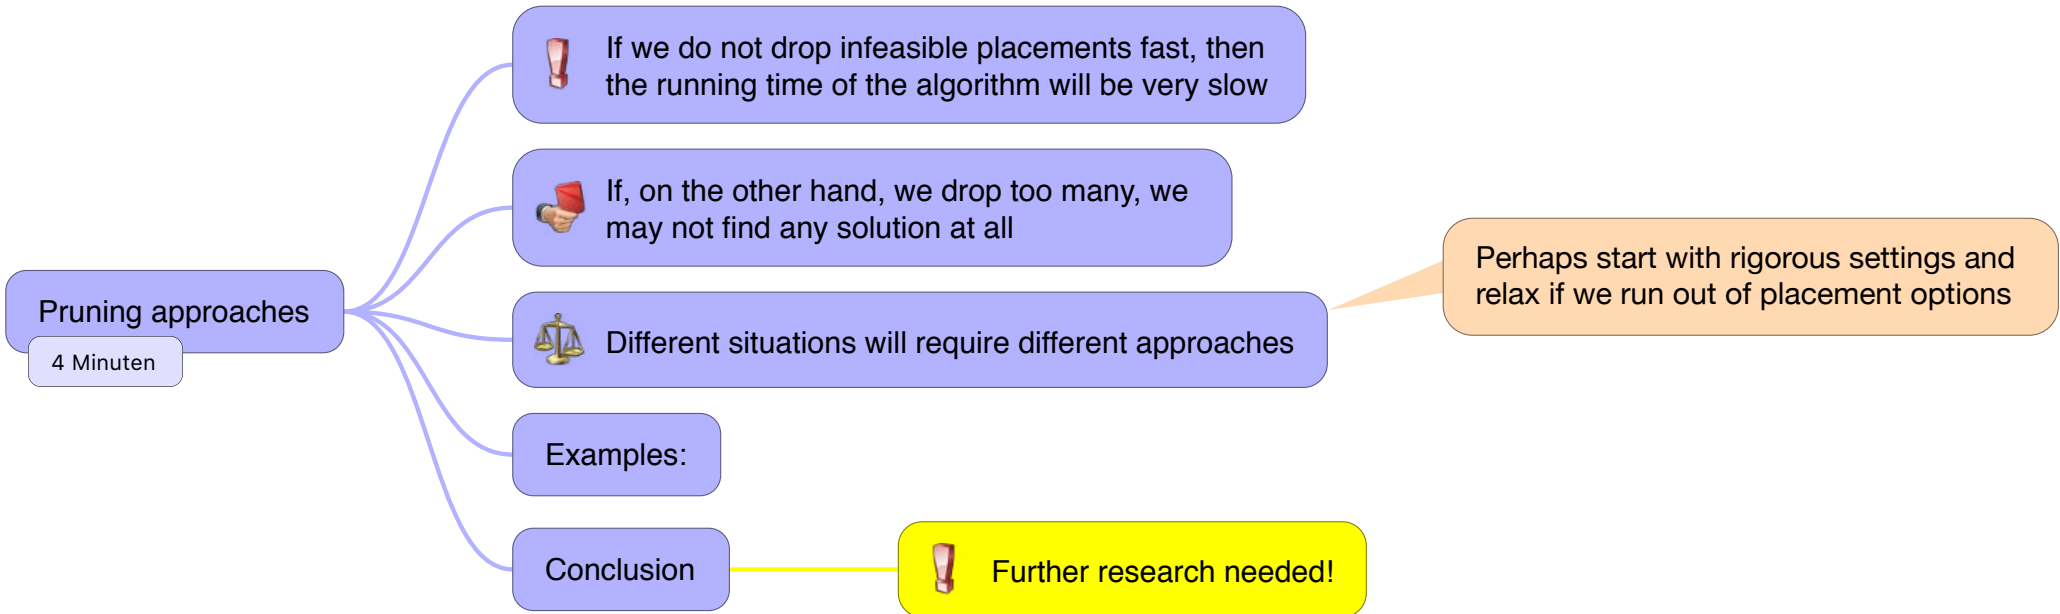 If we do not drop infeasible placements fast, then
the running time of the algorithm will be very slow
If, on the other hand, we drop too many, we
may not find any solution at all
Perhaps start with rigorous settings and
relax if we run out of placement options
Pruning approaches
4 Minuten
Different situations will require different approaches
Examples:
Conclusion
Further research needed!